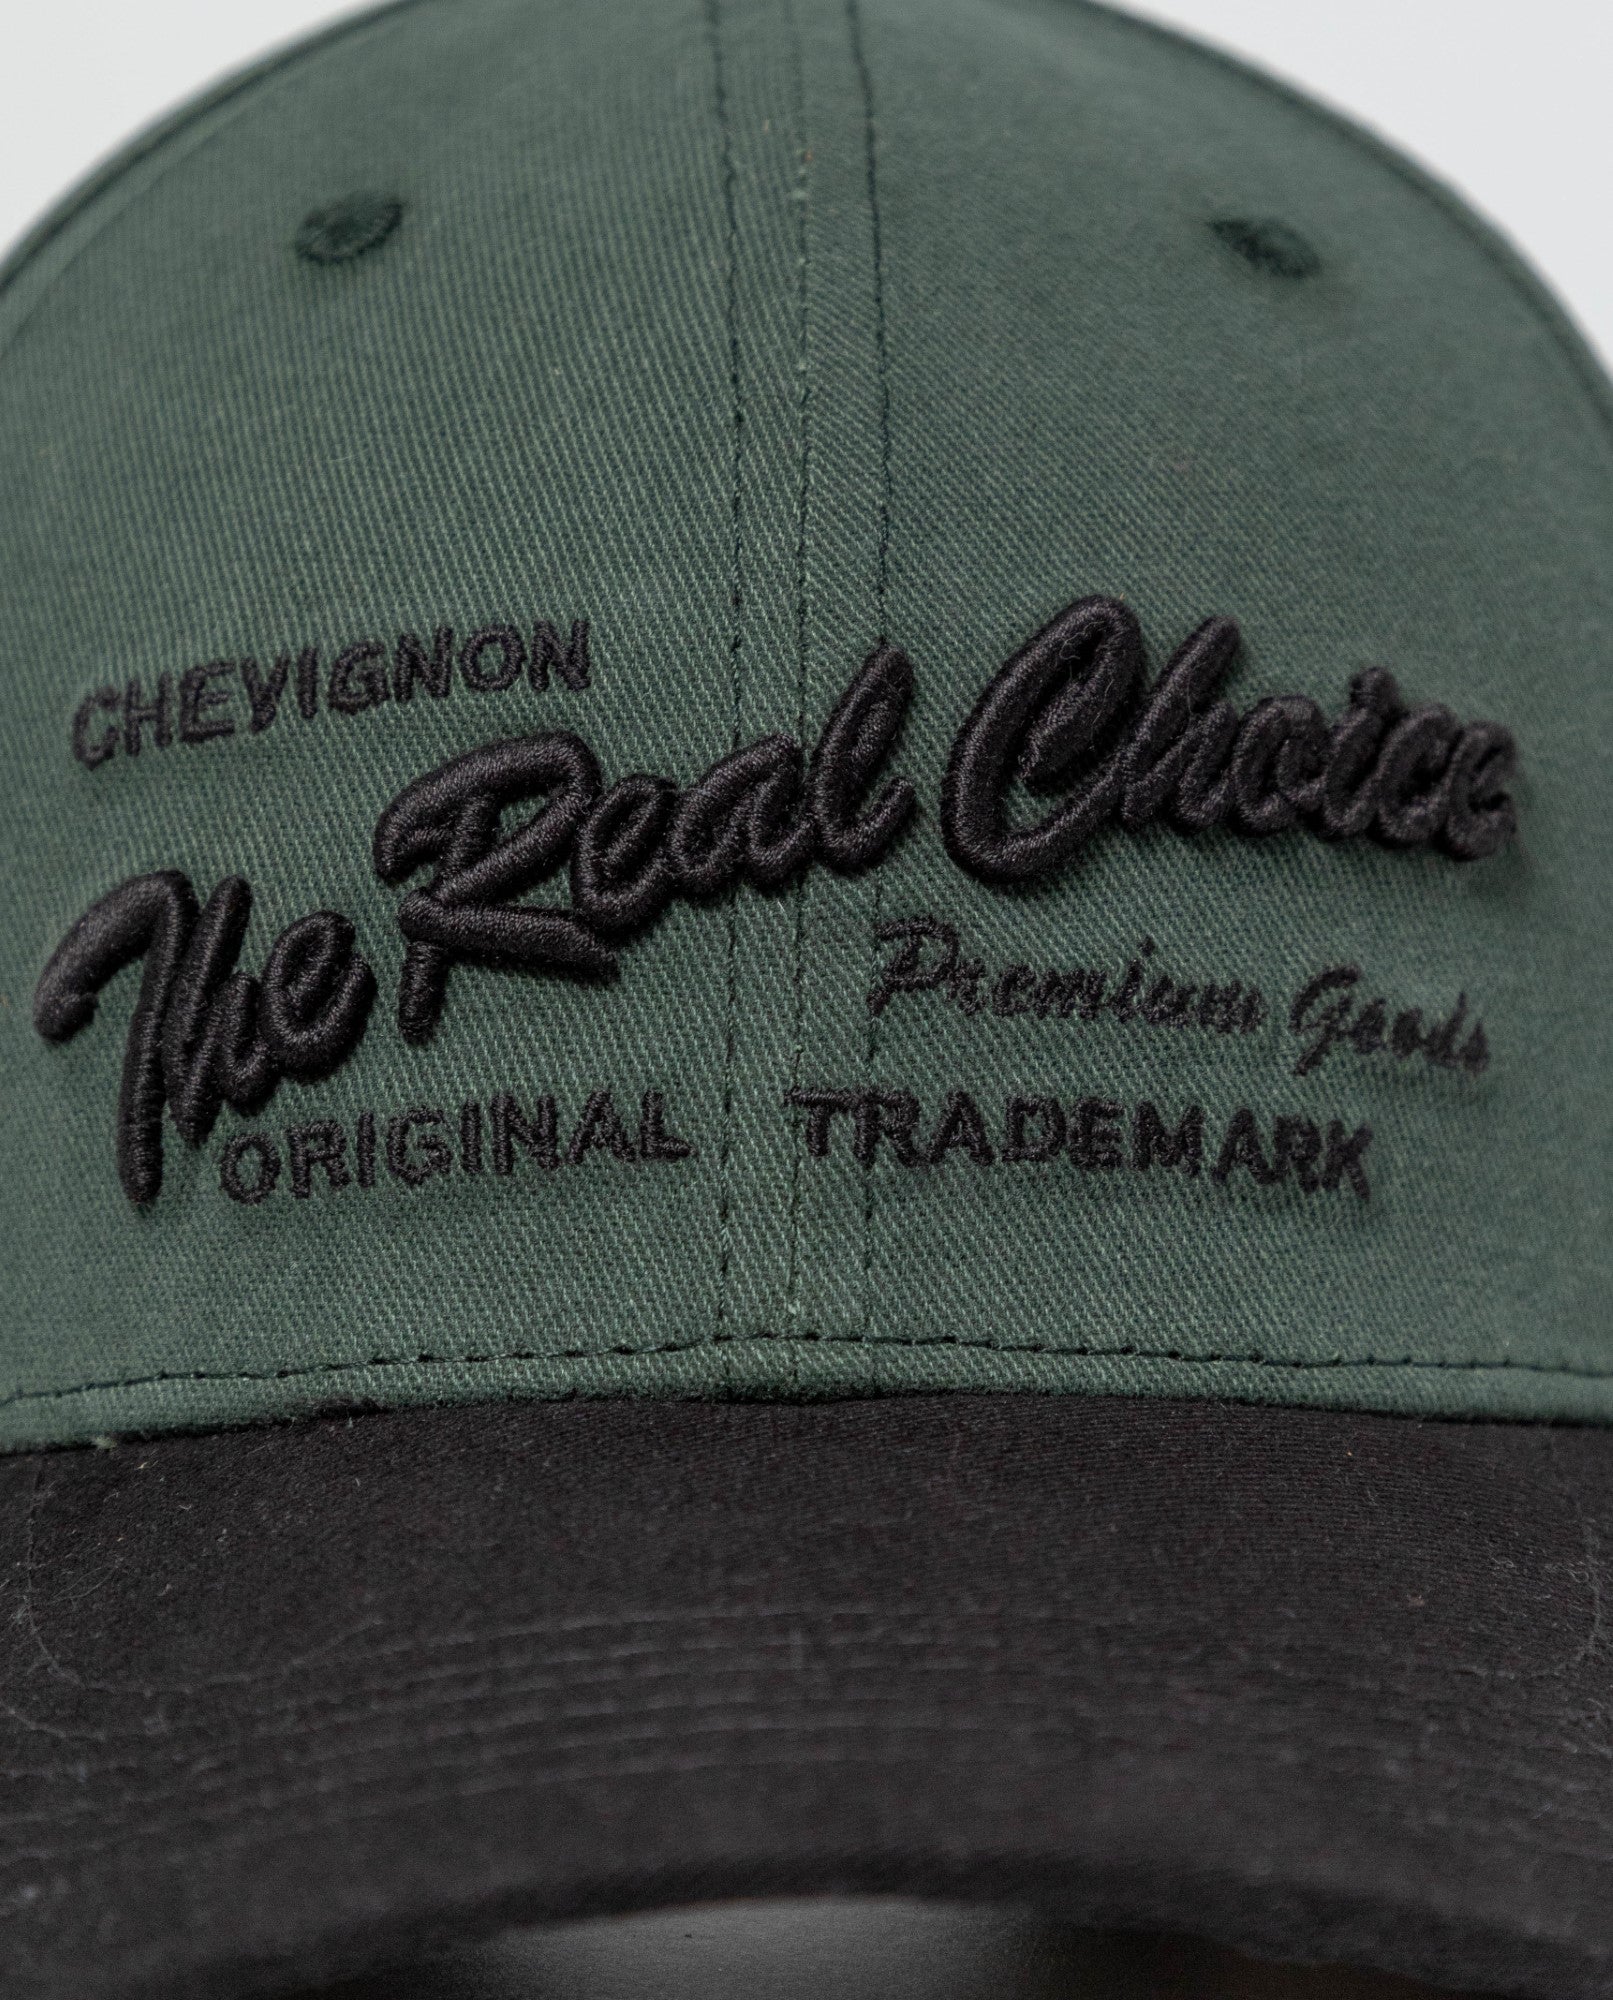 CHEVIGNON
The Real Choice
Premium Goods
ORIGINAL TRADEMARK